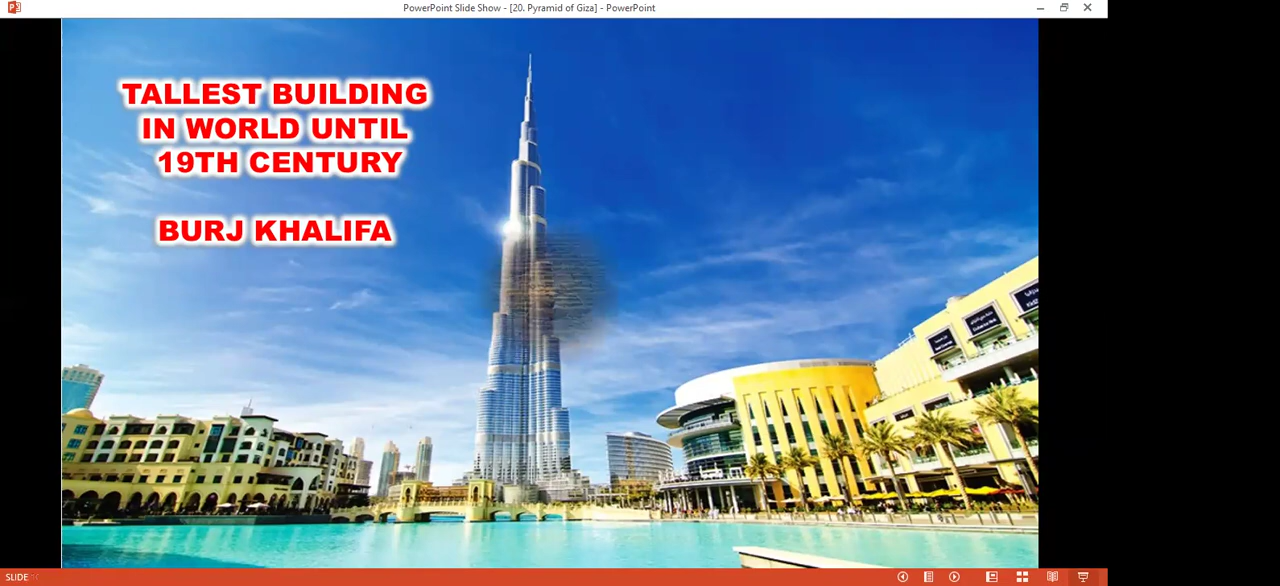 PowerPoint Slide Show - [20. Pyramid of Giza] - PowerPoint
TALLEST BUILDING
IN WORLD UNTIL
19TH CENTURY
BURJ KHALIFA
SLIDE